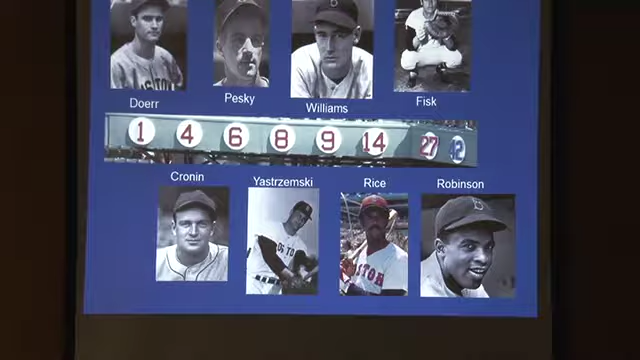 Doerr Pesky Williams Fisk
1 4 6 8 9 14 27 42
Cronin Yastrzemski Rice Robinson